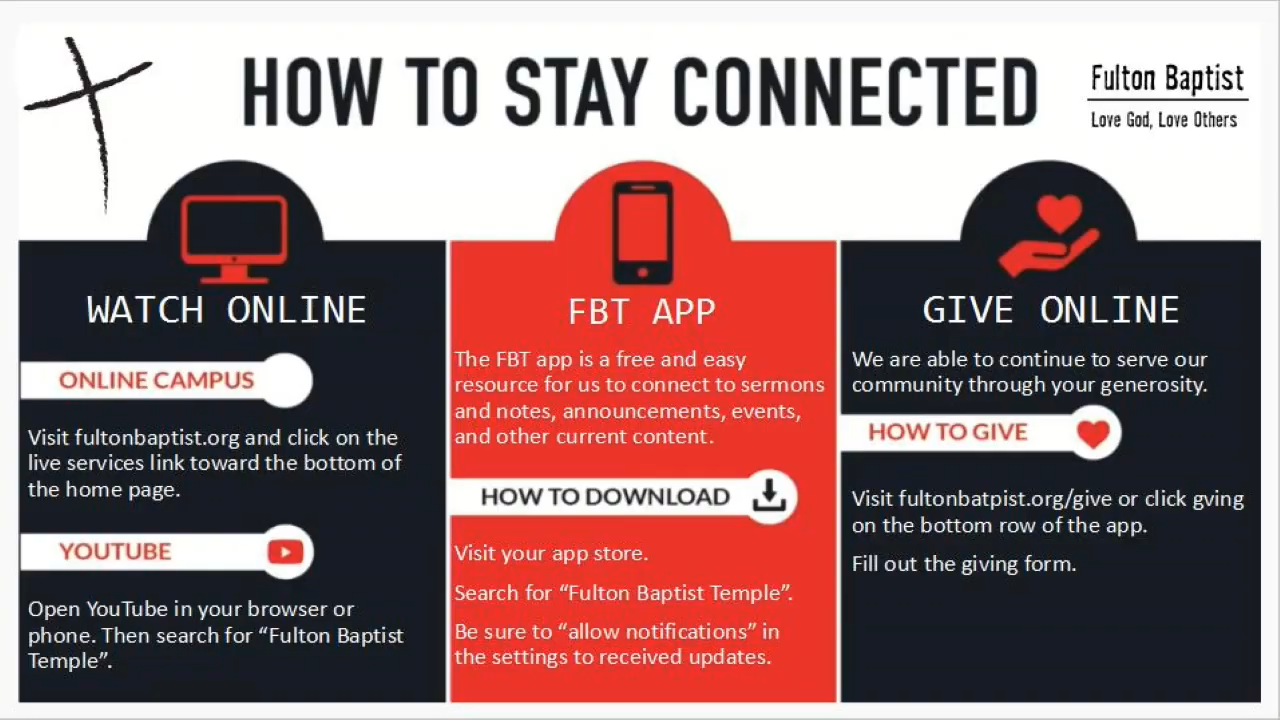 HOW TO STAY CONNECTED
Fulton Baptist
Love God, Love Others
WATCH ONLINE
ONLINE CAMPUS
Visit fultonbaptist.org and click on the
live services link toward the bottom of
the home page.
YOUTUBE
Open YouTube in your browser or
phone. Then search for “Fulton Baptist
Temple”.
FBT APP
The FBT app is a free and easy
resource for us to connect to sermons
and notes, announcements, events,
and other current content.
HOW TO DOWNLOAD
Visit your app store.
Search for “Fulton Baptist Temple”.
Be sure to “allow notifications” in
the settings to received updates.
GIVE ONLINE
We are able to continue to serve our
community through your generosity.
HOW TO GIVE
Visit fultonbatpist.org/give or click gving
on the bottom row of the app.
Fill out the giving form.